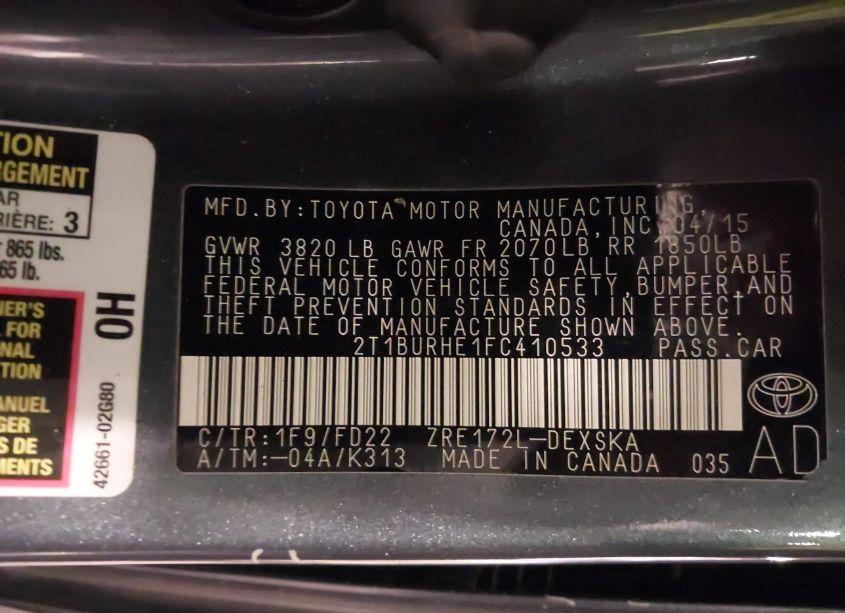 TION
RGEMENT
AR
RIÈRE: 3
865 lbs.
65 lb.
NER'S
FOR
NAL
TION
ANUEL
GER
S DE
EMENTS
OH
42661-02G80
MFD.BY:TOYOTA MOTOR MANUFACTURING,
CANADA,INC. 04/15
GVWR 3820 LB GAWR FR 2070LB RR 1850LB
THIS VEHICLE CONFORMS TO ALL APPLICABLE
FEDERAL MOTOR VEHICLE SAFETY,BUMPER,AND
THEFT PREVENTION STANDARDS IN EFFECT ON
THE DATE OF MANUFACTURE SHOWN ABOVE.
2T1BURHE1FC410533 PASS.CAR
C/TR:1F9/FD22 ZRE172L-DEXSKA
A/TM:-04A/K313 MADE IN CANADA 035
AD